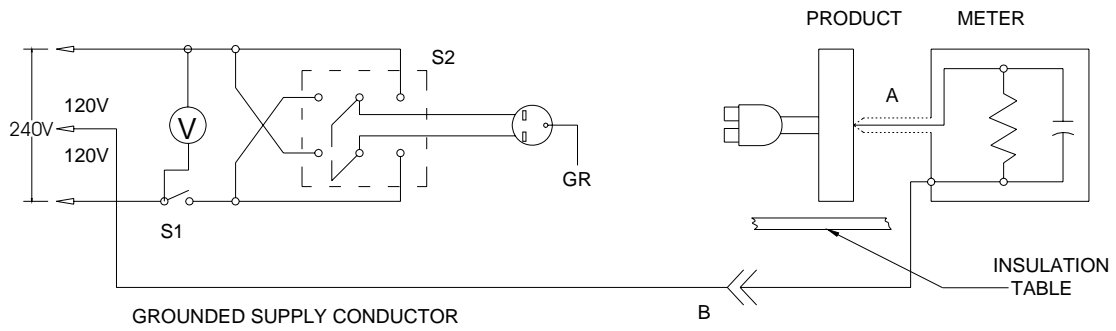 PRODUCT METER
S2
A
120V
V
240V
120V
GR
S1
INSULATION
TABLE
B
GROUNDED SUPPLY CONDUCTOR